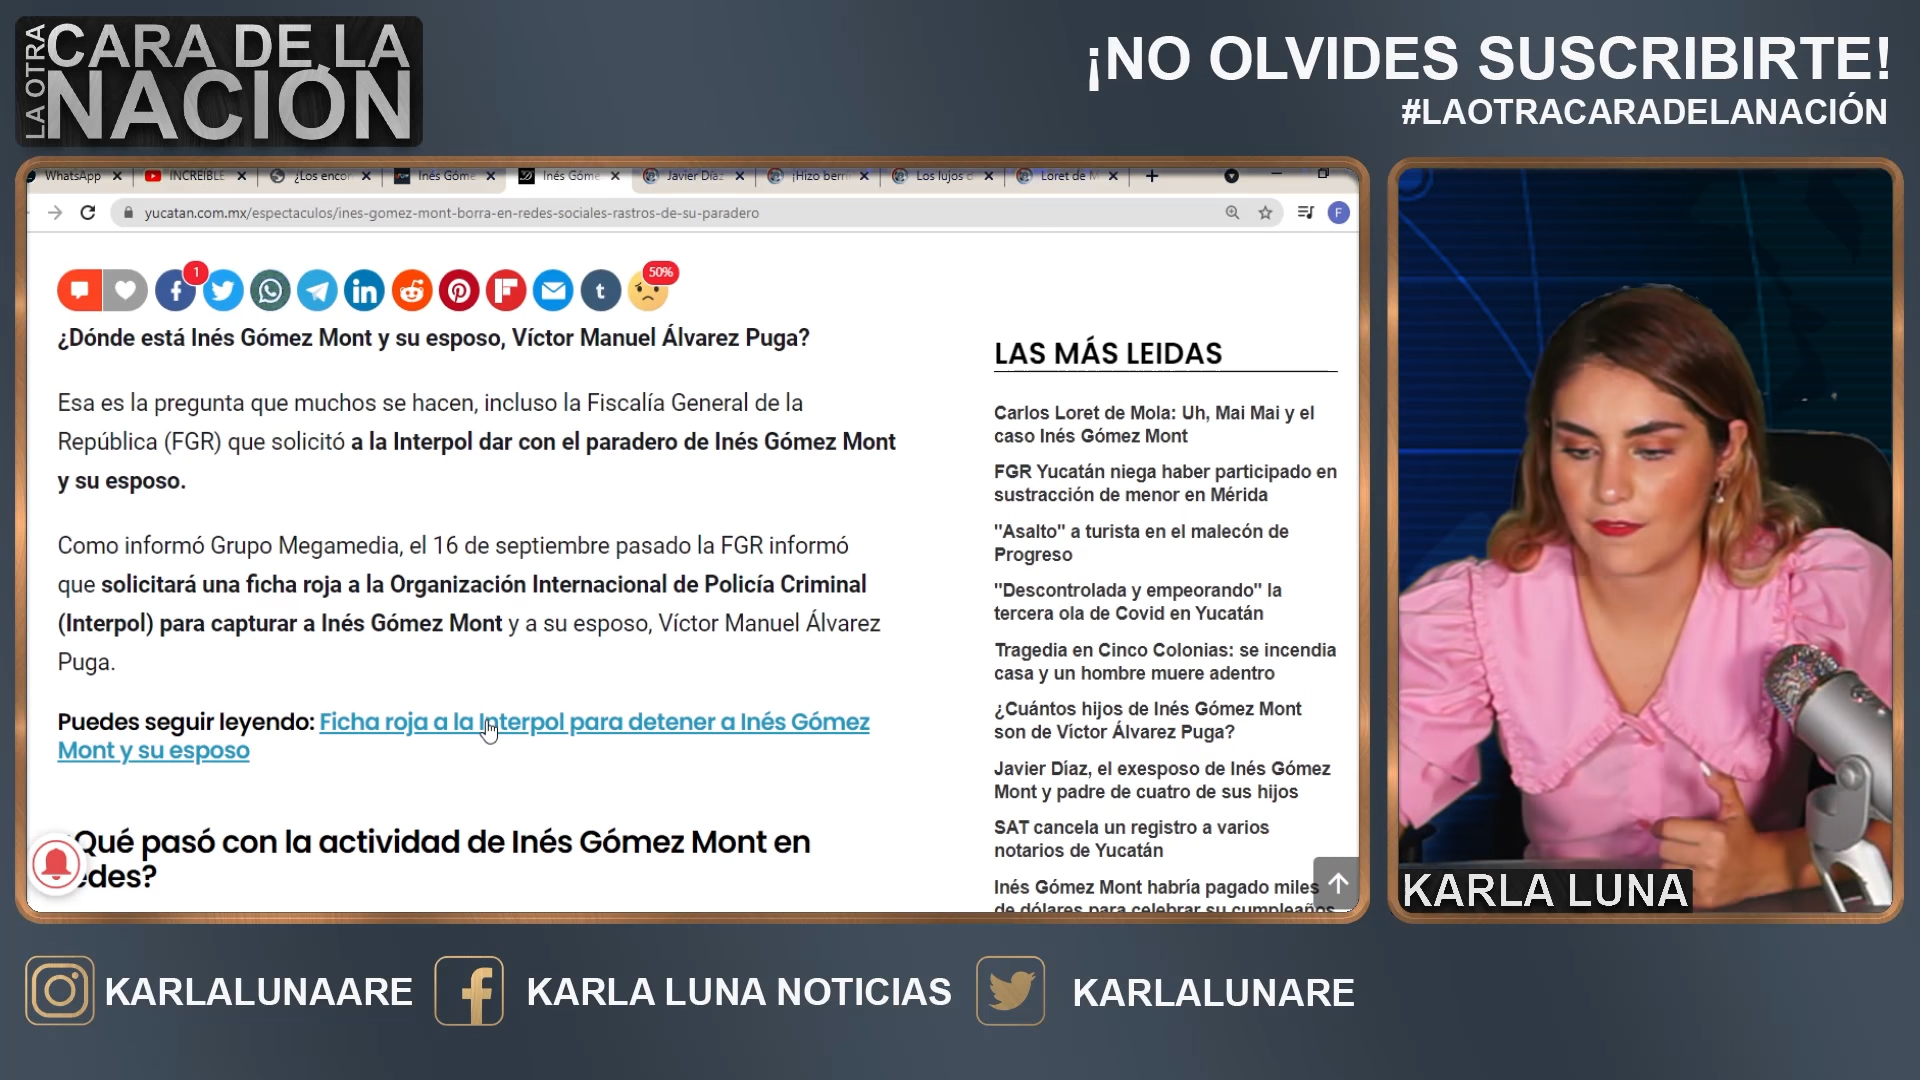 LA OTRA
CARA DE LA
NACIÓN
¡NO OLVIDES SUSCRIBIRTE!
#LAOTRACARADELANACIÓN
WhatsApp
INCREÍBLE
¿Los encon
Inés Góme
Inés Góme
Javier Díaz
¡Hizo berri
Los lujos d
Loret de M
yucatan.com.mx/espectaculos/ines-gomez-mont-borra-en-redes-sociales-rastros-de-su-paradero
F
1
50%
¿Dónde está Inés Gómez Mont y su esposo, Víctor Manuel Álvarez Puga?
Esa es la pregunta que muchos se hacen, incluso la Fiscalía General de la
República (FGR) que solicitó a la Interpol dar con el paradero de Inés Gómez Mont
y su esposo.
Como informó Grupo Megamedia, el 16 de septiembre pasado la FGR informó
que solicitará una ficha roja a la Organización Internacional de Policía Criminal
(Interpol) para capturar a Inés Gómez Mont y a su esposo, Víctor Manuel Álvarez
Puga.
Puedes seguir leyendo: Ficha roja a la Interpol para detener a Inés Gómez
Mont y su esposo
Qué pasó con la actividad de Inés Gómez Mont en
edes?
LAS MÁS LEIDAS
Carlos Loret de Mola: Uh, Mai Mai y el
caso Inés Gómez Mont
FGR Yucatán niega haber participado en
sustracción de menor en Mérida
"Asalto" a turista en el malecón de
Progreso
"Descontrolada y empeorando" la
tercera ola de Covid en Yucatán
Tragedia en Cinco Colonias: se incendia
casa y un hombre muere adentro
¿Cuántos hijos de Inés Gómez Mont
son de Víctor Álvarez Puga?
Javier Díaz, el exesposo de Inés Gómez
Mont y padre de cuatro de sus hijos
SAT cancela un registro a varios
notarios de Yucatán
Inés Gómez Mont habría pagado miles
de dólares para celebrar su cumpleaños
KARLA LUNA
KARLALUNAARE
KARLA LUNA NOTICIAS
KARLALUNARE